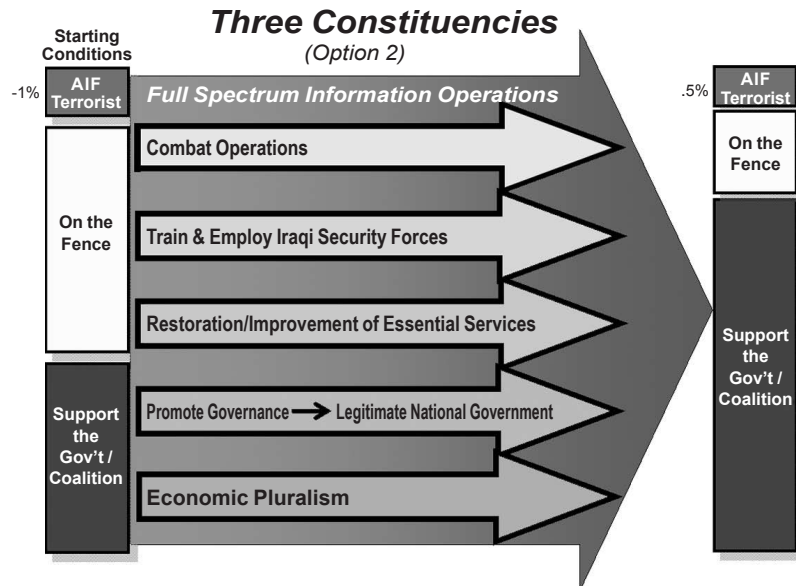 Three Constituencies
(Option 2)
Starting
Conditions
-1%
AIF
Terrorist
On the
Fence
Support
the
Gov't /
Coalition
Full Spectrum Information Operations
Combat Operations
Train & Employ Iraqi Security Forces
Restoration/Improvement of Essential Services
Promote Governance → Legitimate National Government
Economic Pluralism
.5%
AIF
Terrorist
On the
Fence
Support
the
Gov't /
Coalition